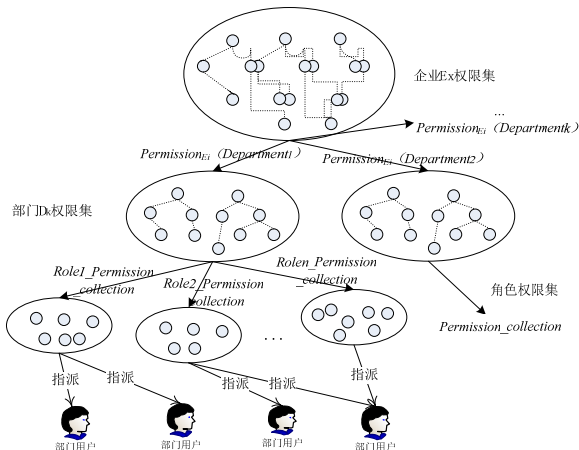 企业Ex权限集
...
PermissionEi（Departmentk）
PermissionEi（Department1）
PermissionEi（Department2）
部门Dk权限集
Role1_Permission
_collection
Role2_Permission
_collection
Rolen_Permission
_collection
角色权限集
Permission_collection
...
指派
指派
指派
指派
指派
部门用户
部门用户
部门用户
部门用户